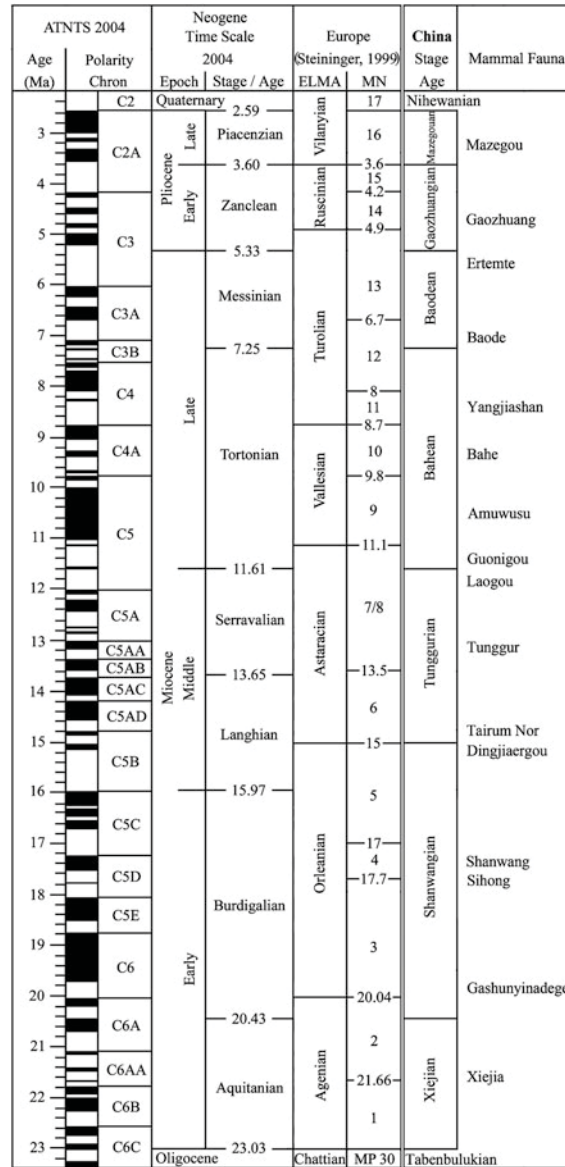 ATNTS 2004
Neogene
Time Scale
2004
Europe
(Steininger, 1999)
China
Stage
Age
Mammal Fauna
Age
(Ma)
Polarity
Chron
Epoch
Stage / Age
ELMA
MN
C2
Quaternary
17
Nihewanian
2.59
3
C2A
Pliocene
Late
Piacenzian
Vilanyian
16
Mazegouan
Mazegou
3.60
3.6
4
Early
Zanclean
Ruscinian
15
4.2
14
4.9
Gaozhuangian
Gaozhuang
5
C3
5.33
Ertemte
6
Messinian
13
Baodean
C3A
6.7
Baode
7
C3B
7.25
Turolian
12
8
C4
8
11
Yangjiashan
8.7
Miocene
Late
Tortonian
9
C4A
Vallesian
10
Bahean
Bahe
9.8
10
C5
9
Amuwusu
11
11.1
Guonigou
11.61
Laogou
12
C5A
Middle
Serravalian
Astaracian
7/8
Tunggurian
Tunggur
13
C5AA
C5AB
13.65
13.5
C5AC
14
C5AD
Langhian
6
Tairum Nor
15
15
Dingjiaergou
C5B
15.97
16
C5C
5
17
17
Orleanian
4
Shanwangian
Shanwang
C5D
17.7
Sihong
18
C5E
Early
Burdigalian
19
C6
3
Gashunyinadege
20
20.04
20.43
C6A
Agenian
2
21
C6AA
Aquitanian
21.66
Xiejian
Xiejia
22
C6B
1
23
C6C
23.03
Oligocene
Chattian
MP 30
Tabenbulukian